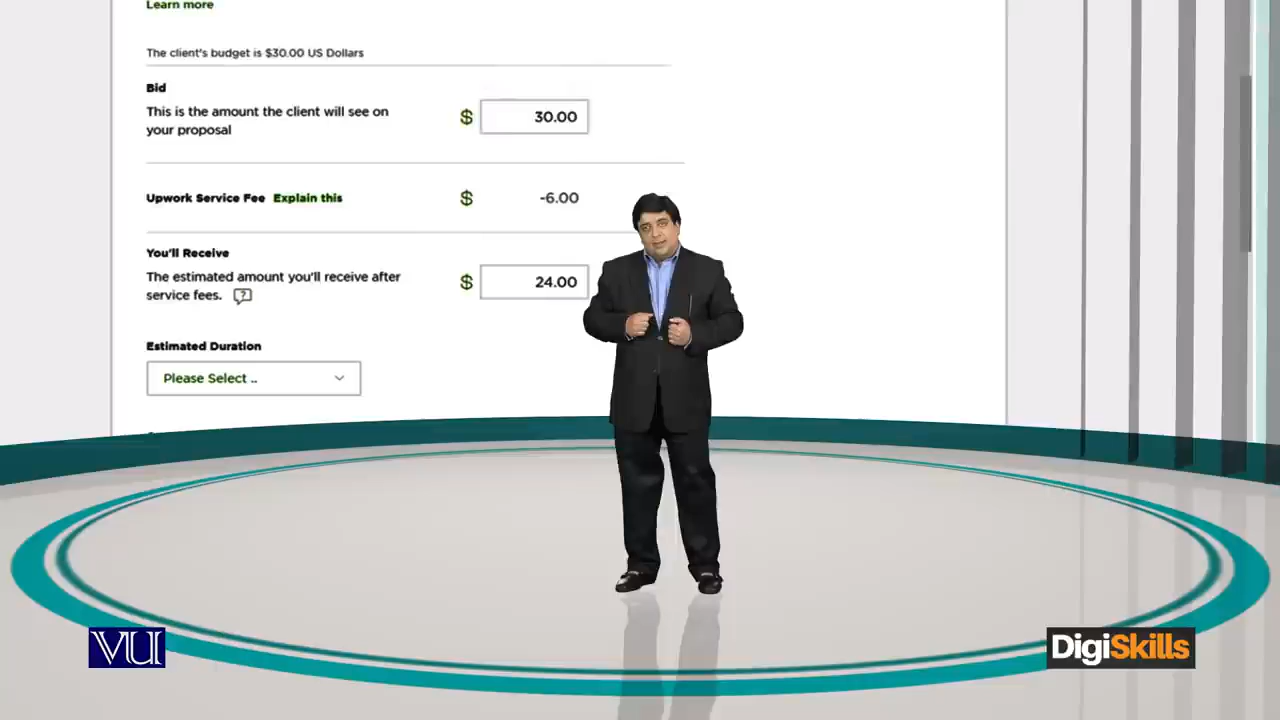 Learn more
The client's budget is $30.00 US Dollars
Bid
This is the amount the client will see on
your proposal
$ 30.00
Upwork Service Fee Explain this $ -6.00
You'll Receive
The estimated amount you'll receive after
service fees. ?
$ 24.00
Estimated Duration
Please Select ..
VU
DigiSkills